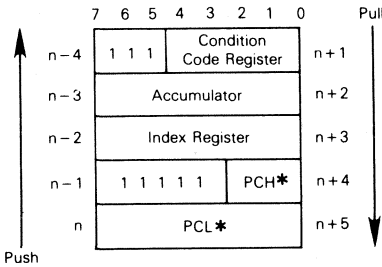 7 6 5 4 3 2 1 0 Pull
n-4 1 1 1 Condition
Code Register n+1
n-3 Accumulator n+2
n-2 Index Register n+3
n-1 1 1 1 1 1 PCH* n+4
n PCL* n+5
Push